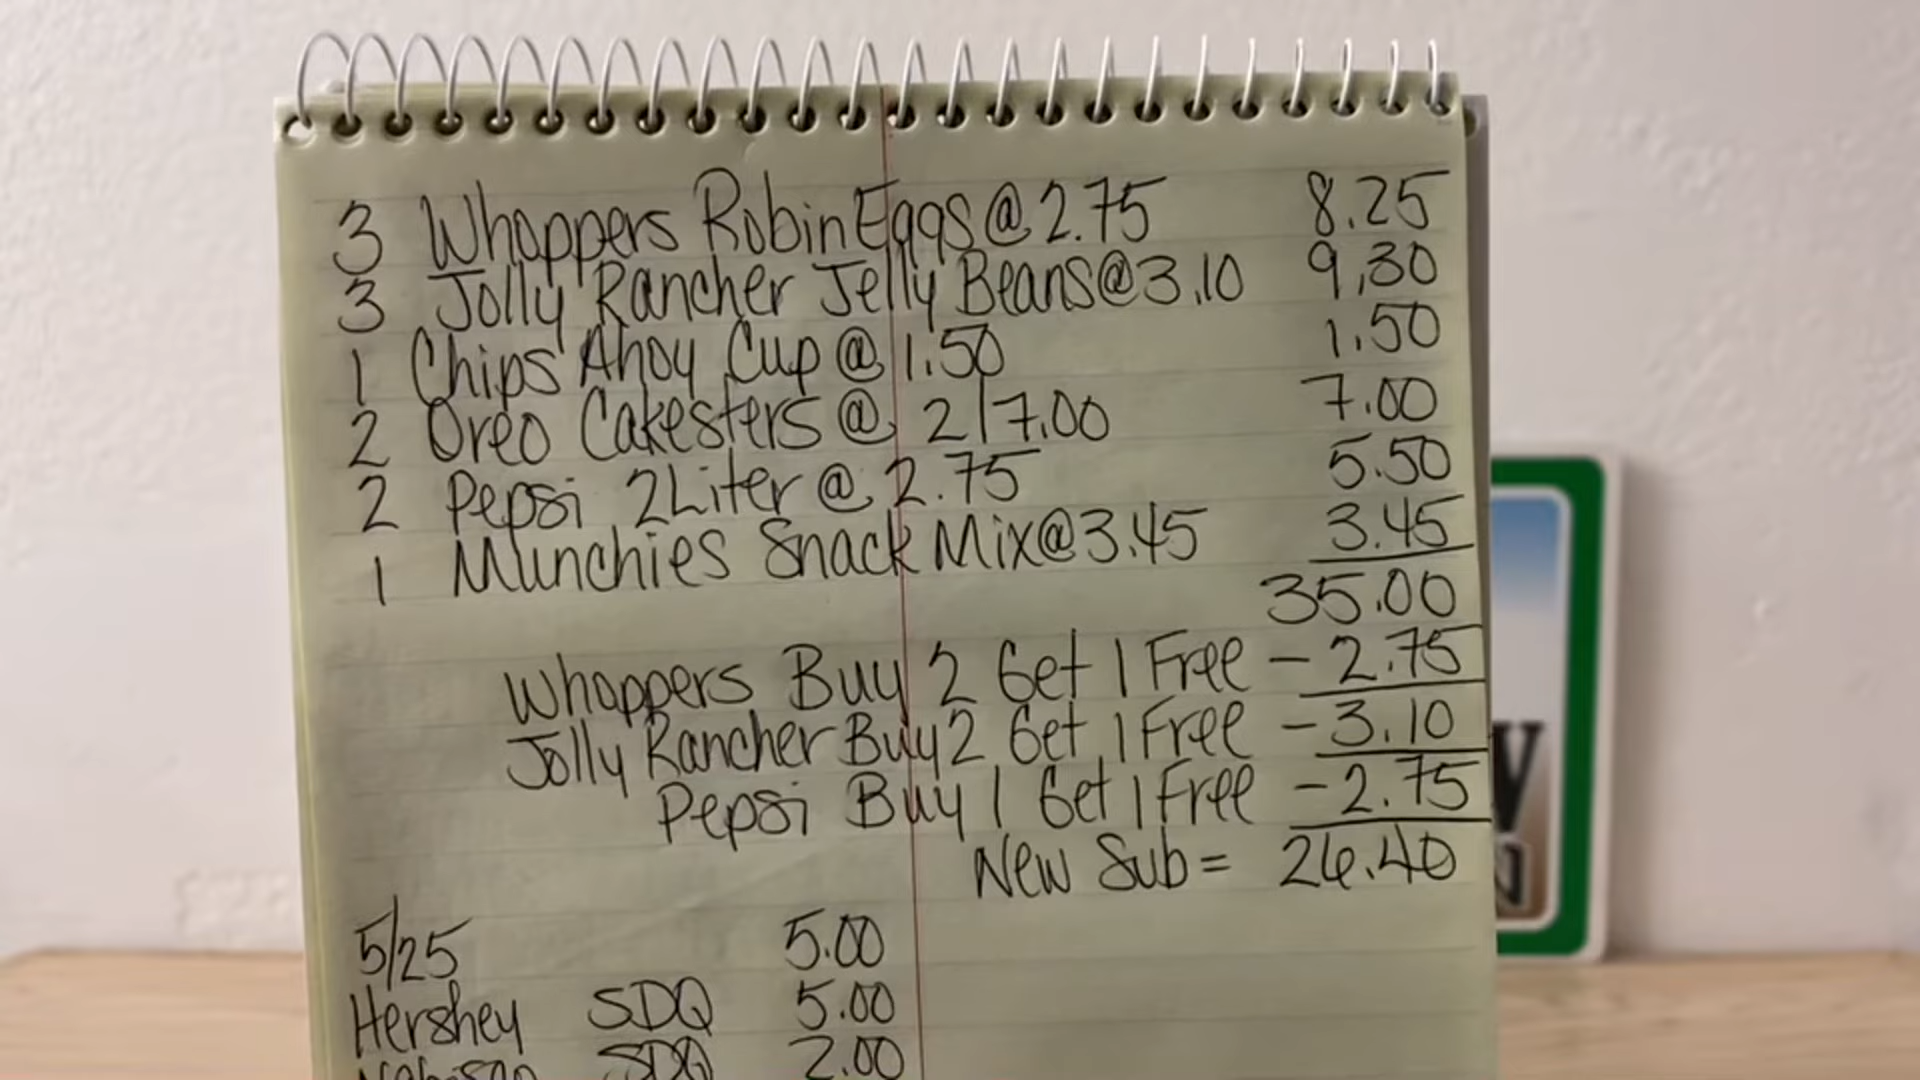 3 Whoppers Robin Eggs @ 2.75 8.25
3 Jolly Rancher Jelly Beans @ 3.10 9.30
1 Chips Ahoy Cup @ 1.50 1.50
2 Oreo Cakesters @ 2/7.00 7.00
2 Pepsi 2 Liter @ 2.75 5.50
1 Munchies Snack Mix @ 3.45 3.45
35.00
Whoppers Buy 2 Get 1 Free - 2.75
Jolly Rancher Buy 2 Get 1 Free - 3.10
Pepsi Buy 1 Get 1 Free - 2.75
New Sub = 26.40
5/25 5.00
Hershey SDQ 5.00
Nabisco SDQ 2.00